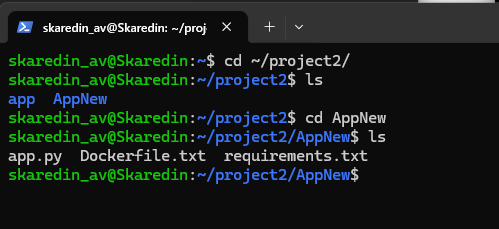 skaredin_av@Skaredin: ~/proj
skaredin_av@Skaredin:~$ cd ~/project2/
skaredin_av@Skaredin:~/project2$ ls
app  AppNew
skaredin_av@Skaredin:~/project2$ cd AppNew
skaredin_av@Skaredin:~/project2/AppNew$ ls
app.py  Dockerfile.txt  requirements.txt
skaredin_av@Skaredin:~/project2/AppNew$